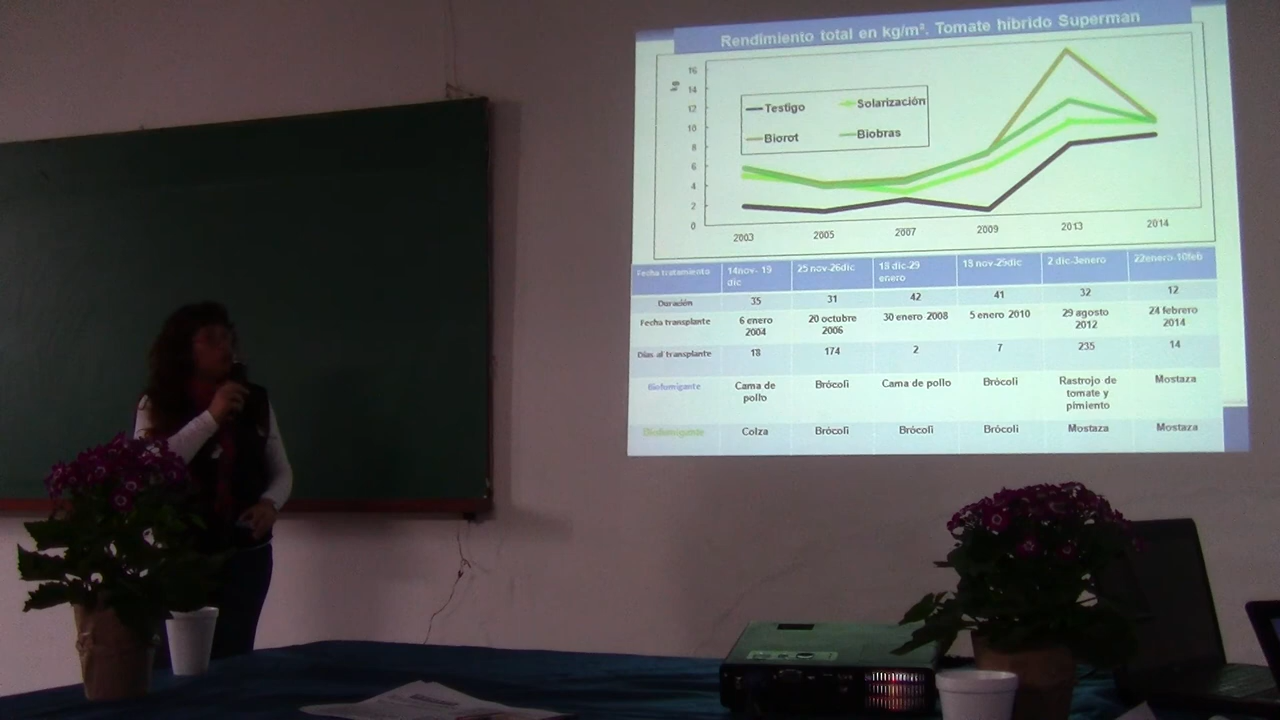 Rendimiento total en kg/m². Tomate híbrido Superman
kg
16
14
12
10
8
6
4
2
0
Testigo Solarización
Biorot Biobras
2003 2005 2007 2009 2013 2014
Fecha tratamiento 14nov- 19 dic 25 nov-26dic 18 dic-29 enero 18 nov-29dic 2 dic-3enero 22enero-10feb
Duración 35 31 42 41 32 12
Fecha transplante 6 enero 2004 20 octubre 2006 30 enero 2008 5 enero 2010 29 agosto 2012 24 febrero 2014
Días al transplante 18 174 2 7 235 14
Biofumigante Cama de pollo Brócoli Cama de pollo Brócoli Rastrojo de tomate y pimiento Mostaza
Biofumigante Colza Brócoli Brócoli Brócoli Mostaza Mostaza